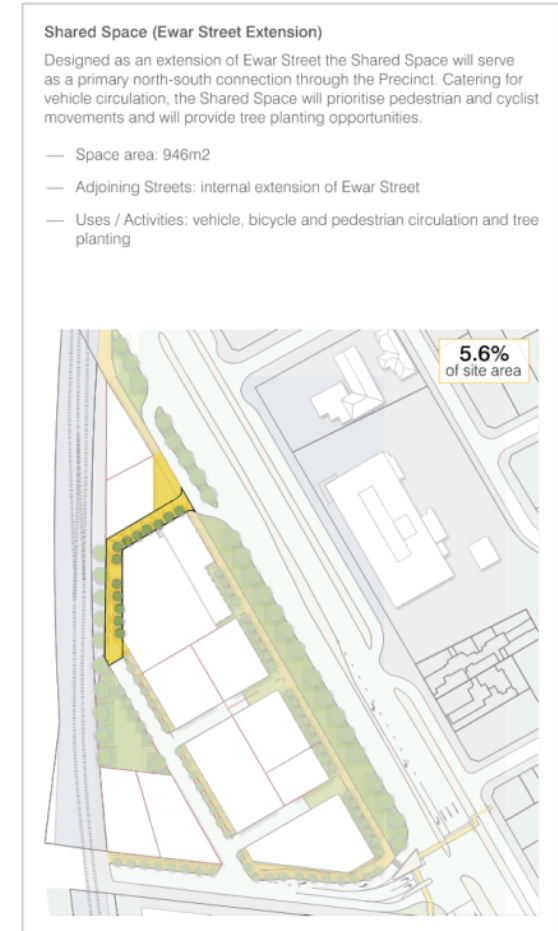 Shared Space (Ewar Street Extension)
Designed as an extension of Ewar Street the Shared Space will serve
as a primary north-south connection through the Precinct. Catering for
vehicle circulation, the Shared Space will prioritise pedestrian and cyclist
movements and will provide tree planting opportunities.
— Space area: 946m2
— Adjoining Streets: internal extension of Ewar Street
— Uses / Activities: vehicle, bicycle and pedestrian circulation and tree
planting
5.6%
of site area